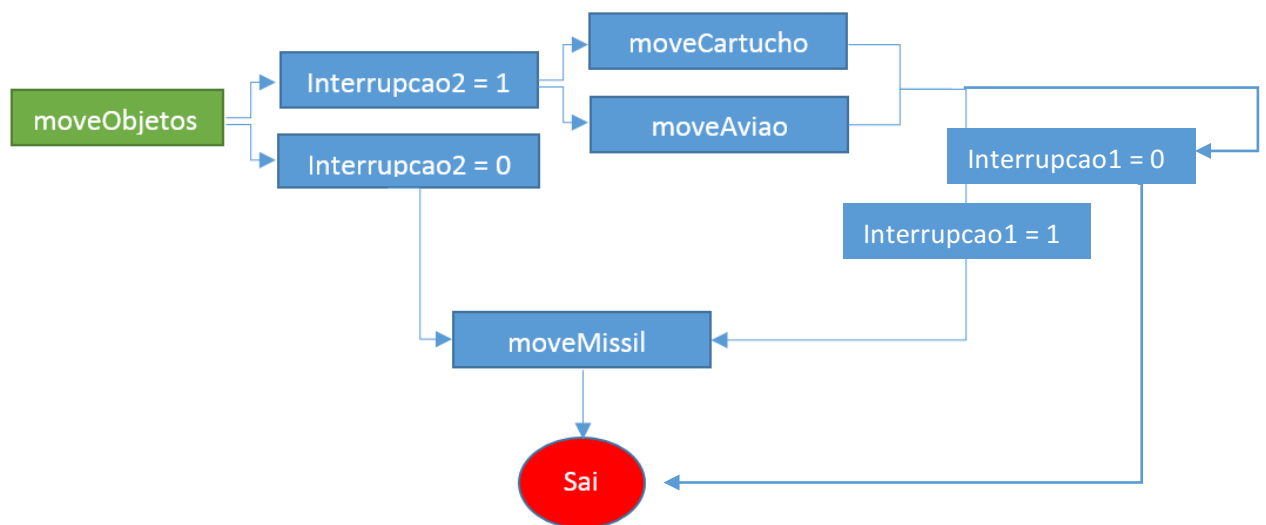 moveCartucho
Interrupcao2 = 1
moveObjetos
moveAviao
Interrupcao2 = 0
Interrupcao1 = 0
Interrupcao1 = 1
moveMissil
Sai